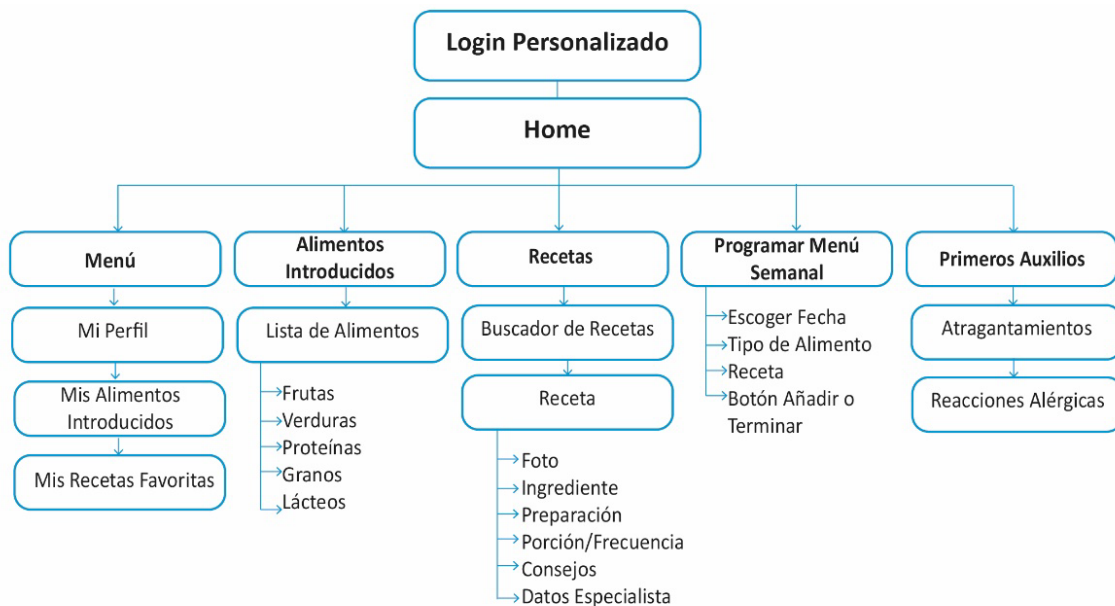 Login Personalizado
Home
Menú
Mi Perfil
Mis Alimentos
Introducidos
Mis Recetas Favoritas
Alimentos
Introducidos
Lista de Alimentos
Frutas
Verduras
Proteínas
Granos
Lácteos
Recetas
Buscador de Recetas
Receta
Foto
Ingrediente
Preparación
Porción/Frecuencia
Consejos
Datos Especialista
Programar Menú
Semanal
Escoger Fecha
Tipo de Alimento
Receta
Botón Añadir o
Terminar
Primeros Auxilios
Atragantamientos
Reacciones Alérgicas